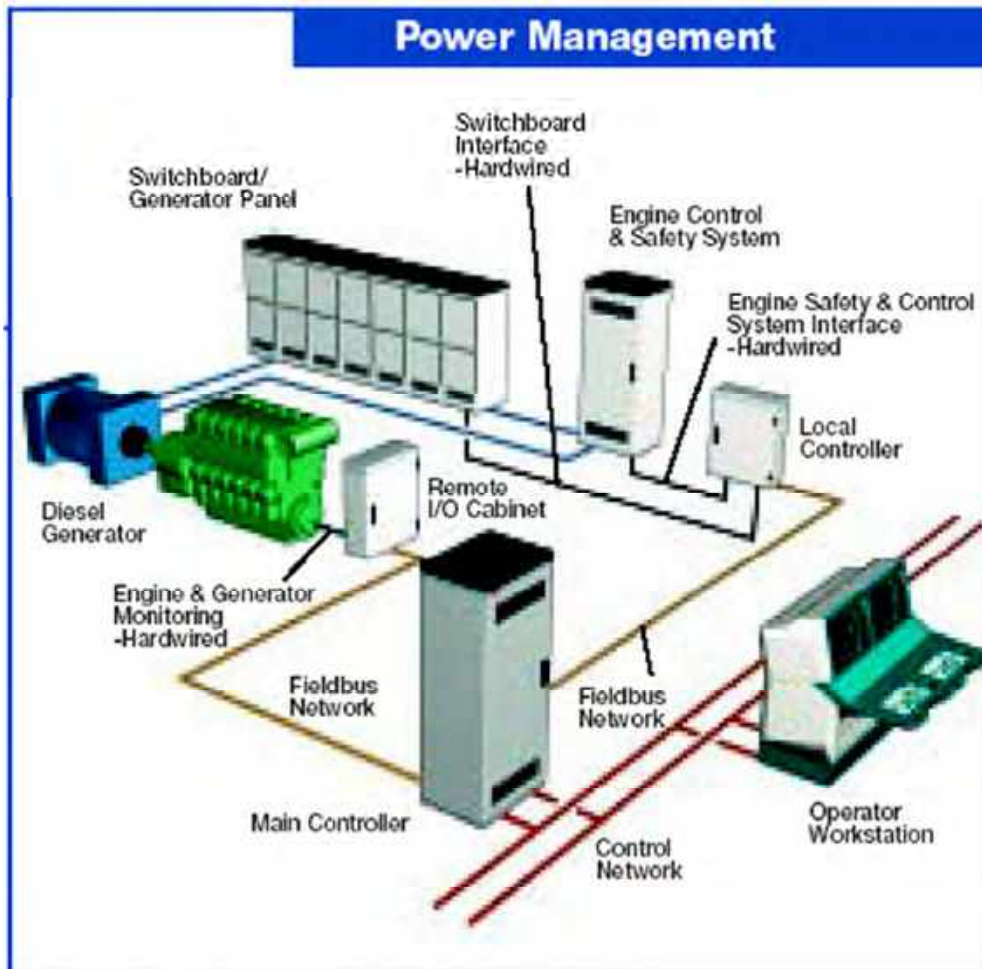 Power Management
Switchboard
Interface
-Hardwired
Switchboard/
Generator Panel
Engine Control
& Safety System
Engine Safety & Control
System Interface
-Hardwired
Local
Controller
Remote
I/O Cabinet
Diesel
Generator
Engine & Generator
Monitoring
-Hardwired
Fieldbus
Network
Fieldbus
Network
Main Controller
Control
Network
Operator
Workstation